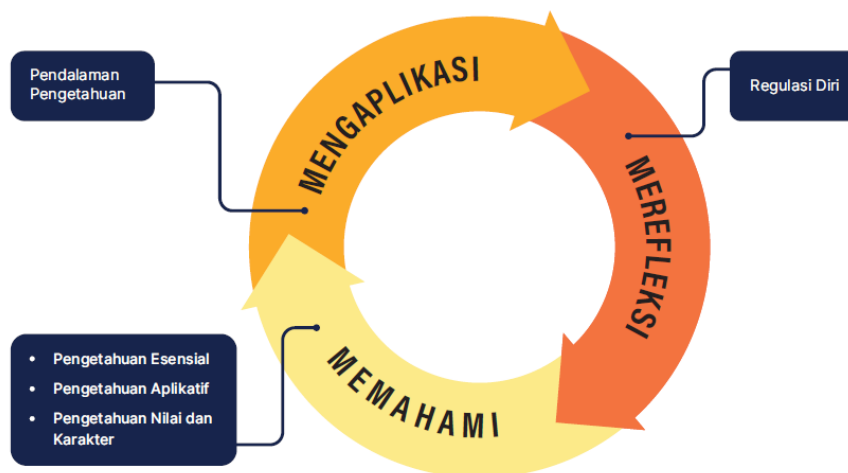 Pendalaman
Pengetahuan
MENGAPLIKASI
Regulasi Diri
MEREFLEKSI
• Pengetahuan Esensial
• Pengetahuan Aplikatif
• Pengetahuan Nilai dan
Karakter
MEMAHAMI